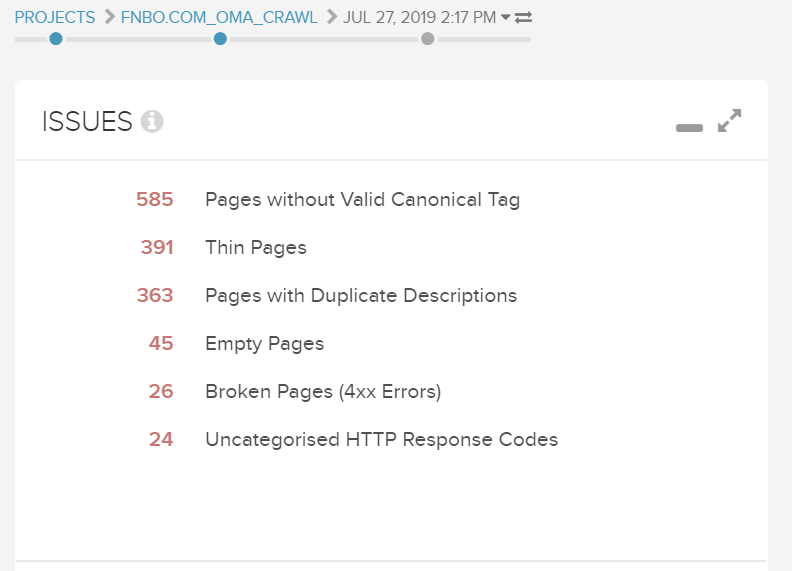 PROJECTS FNBO.COM_OMA_CRAWL JUL 27, 2019 2:17 PM
ISSUES
585 Pages without Valid Canonical Tag
391 Thin Pages
363 Pages with Duplicate Descriptions
45 Empty Pages
26 Broken Pages (4xx Errors)
24 Uncategorised HTTP Response Codes